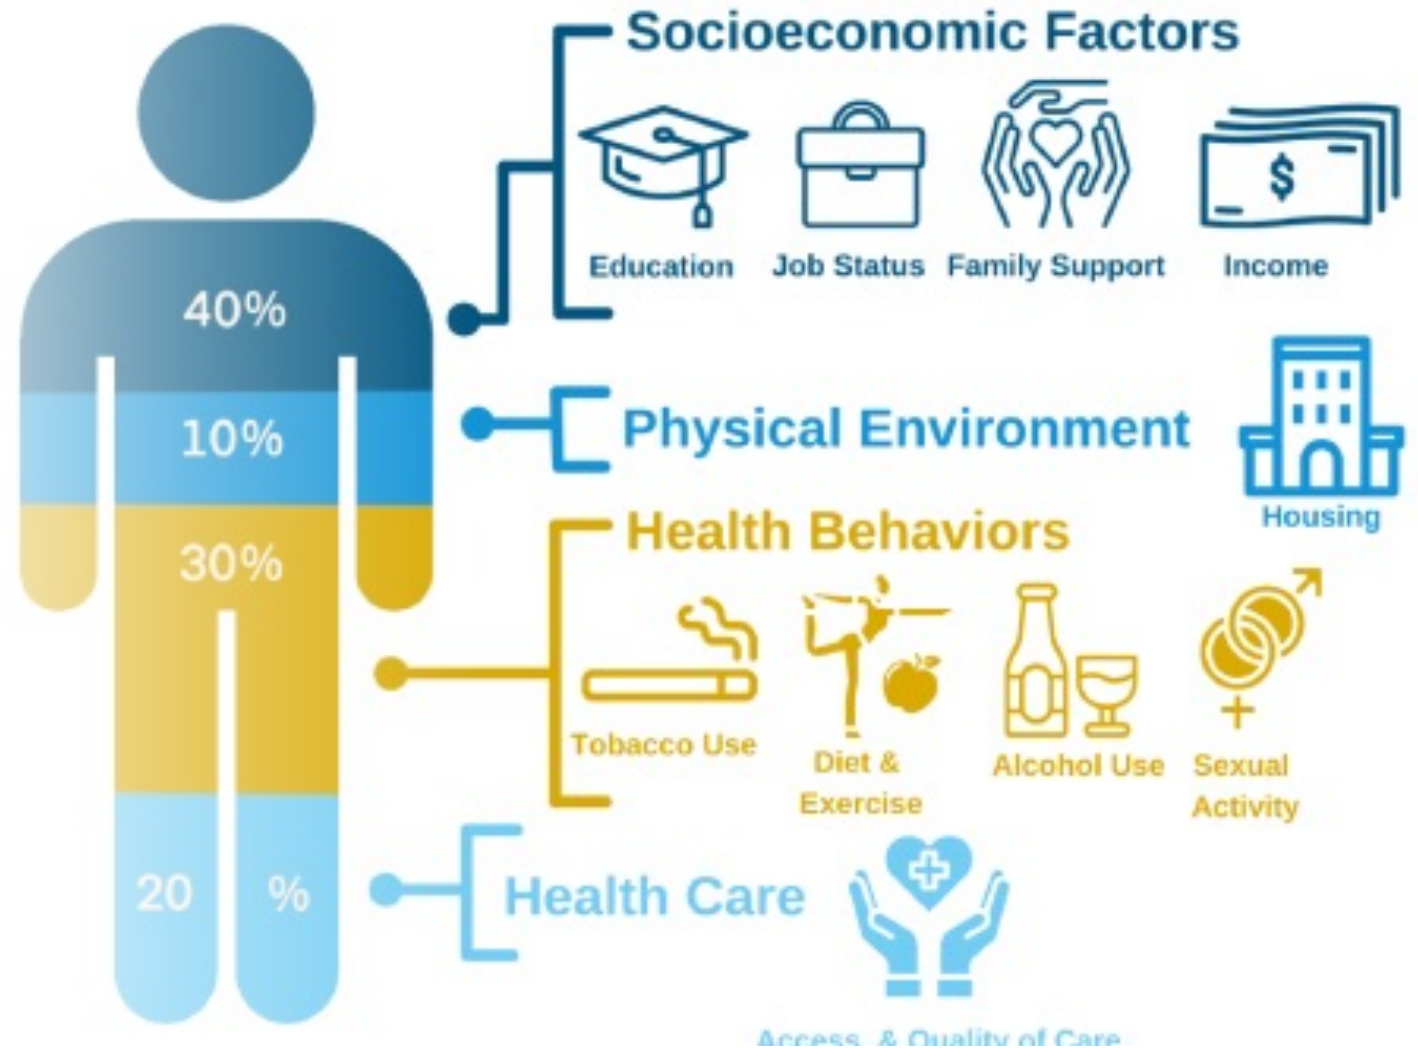 Socioeconomic Factors
$
Education Job Status Family Support Income
40%
10%
Physical Environment
Housing
30%
Health Behaviors
Tobacco Use
Diet &
Exercise
Alcohol Use
Sexual
Activity
20 %
Health Care
Access & Quality of Care